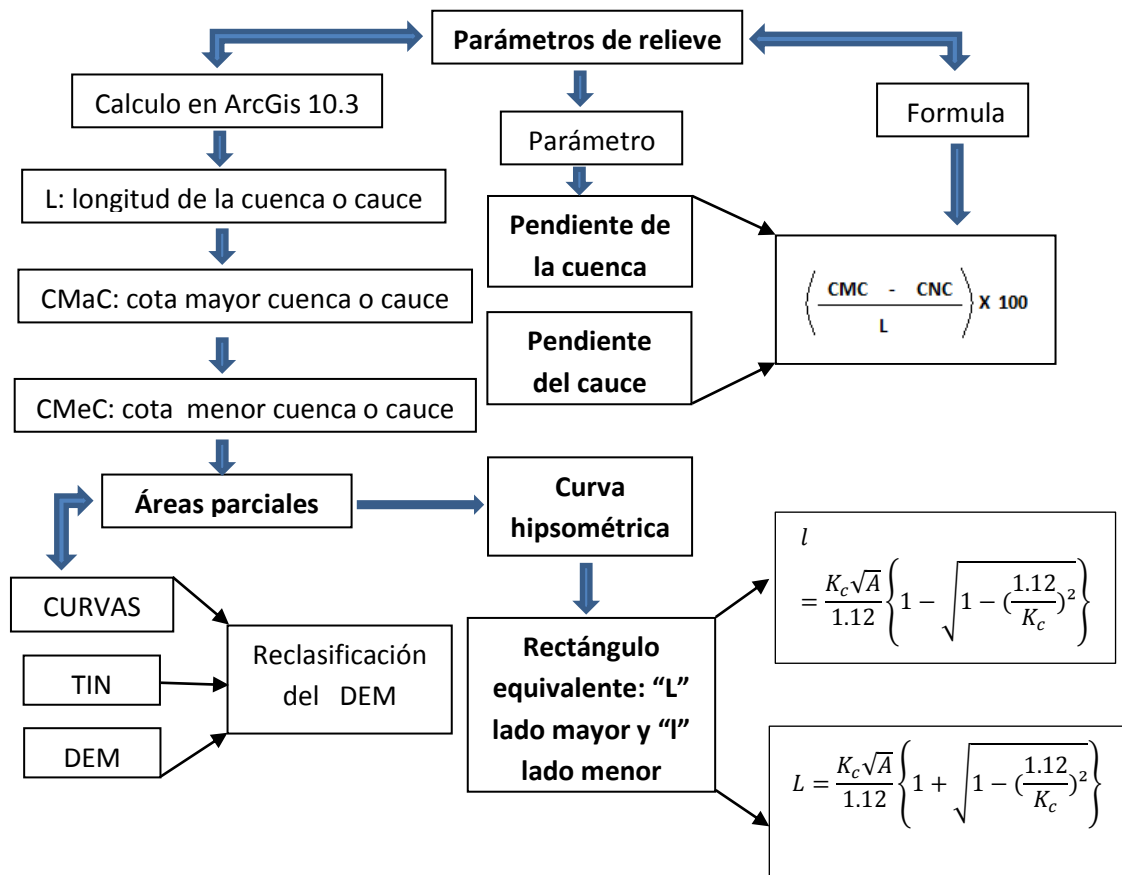 Parámetros de relieve
Calculo en ArcGis 10.3
Parámetro
Formula
L: longitud de la cuenca o cauce
CMaC: cota mayor cuenca o cauce
CMeC: cota  menor cuenca o cauce
Pendiente de
la cuenca
Pendiente
del cauce
( CMC - CNC / L ) X 100
Áreas parciales
Curva
hipsométrica
CURVAS
TIN
DEM
Reclasificación
del DEM
Rectángulo
equivalente: “L”
lado mayor y “l”
lado menor
l
= K_c√A / 1.12 {1 − √(1 − (1.12 / K_c)²)}
L = K_c√A / 1.12 {1 + √(1 − (1.12 / K_c)²)}